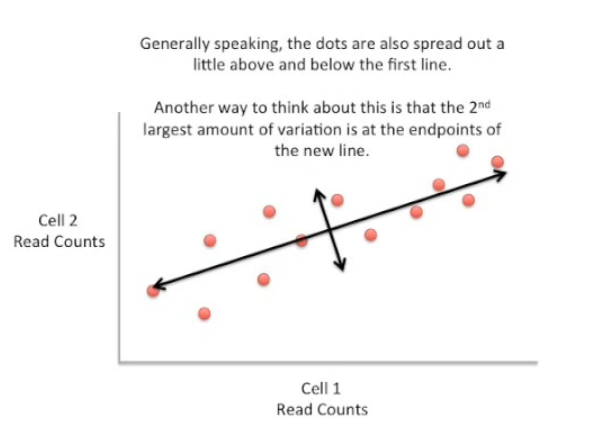 Generally speaking, the dots are also spread out a
little above and below the first line.
Another way to think about this is that the 2nd
largest amount of variation is at the endpoints of
the new line.
Cell 2
Read Counts
Cell 1
Read Counts